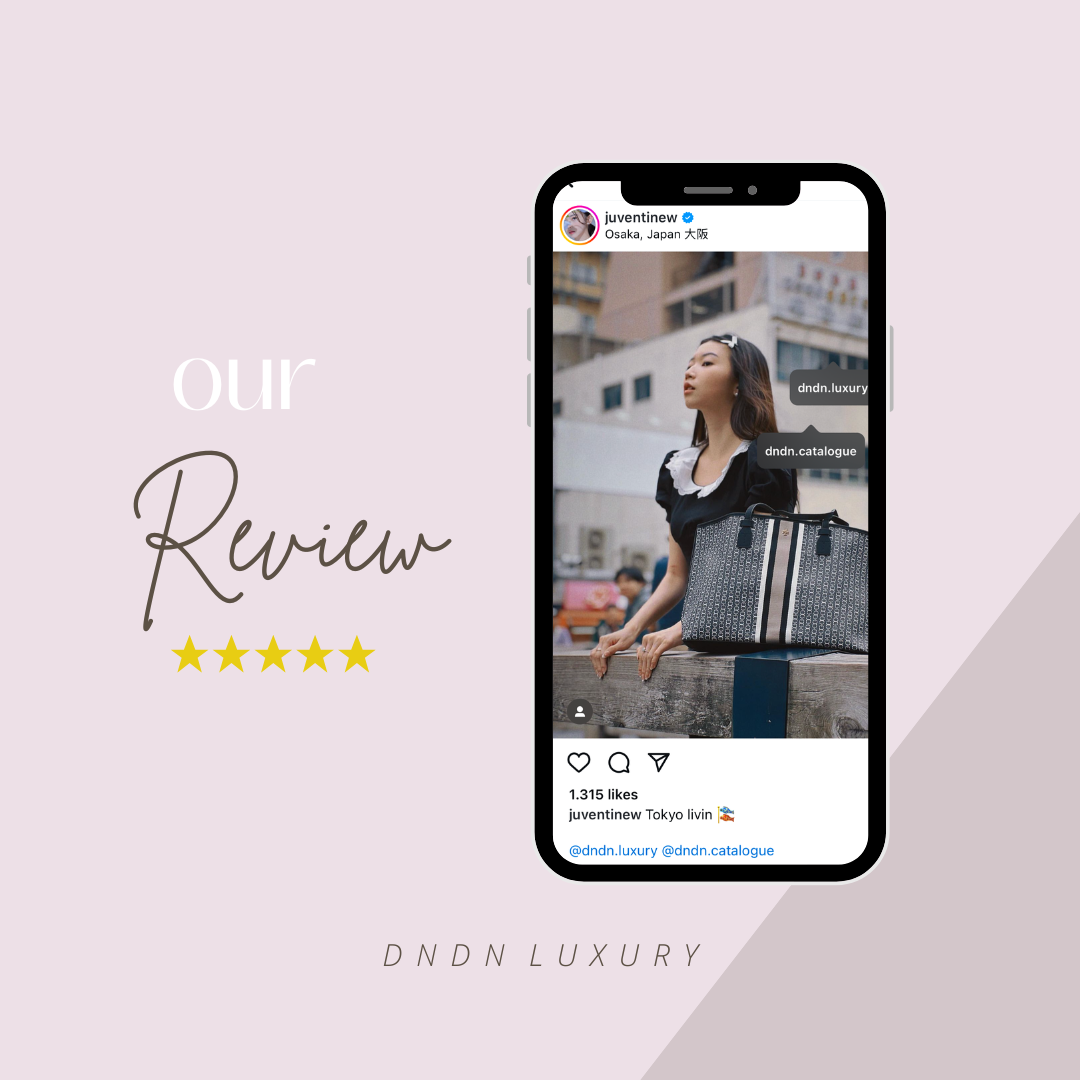 our
Review
juventinew
Osaka, Japan 大阪
dndn.luxury
dndn.catalogue
1.315 likes
juventinew Tokyo livin 🎏
@dndn.luxury @dndn.catalogue
DNDN LUXURY